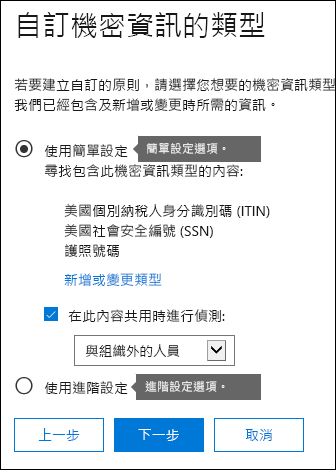 自訂機密資訊的類型
若要建立自訂的原則，請選擇您想要的機密資訊類型
我們已經包含及新增或變更時所需的資訊。
使用簡單設定 簡單設定選項。
尋找包含此機密資訊類型的內容:
美國個別納稅人身分識別碼 (ITIN)
美國社會安全編號 (SSN)
護照號碼
新增或變更類型
在此內容共用時進行偵測:
與組織外的人員
使用進階設定 進階設定選項。
上一步 下一步 取消